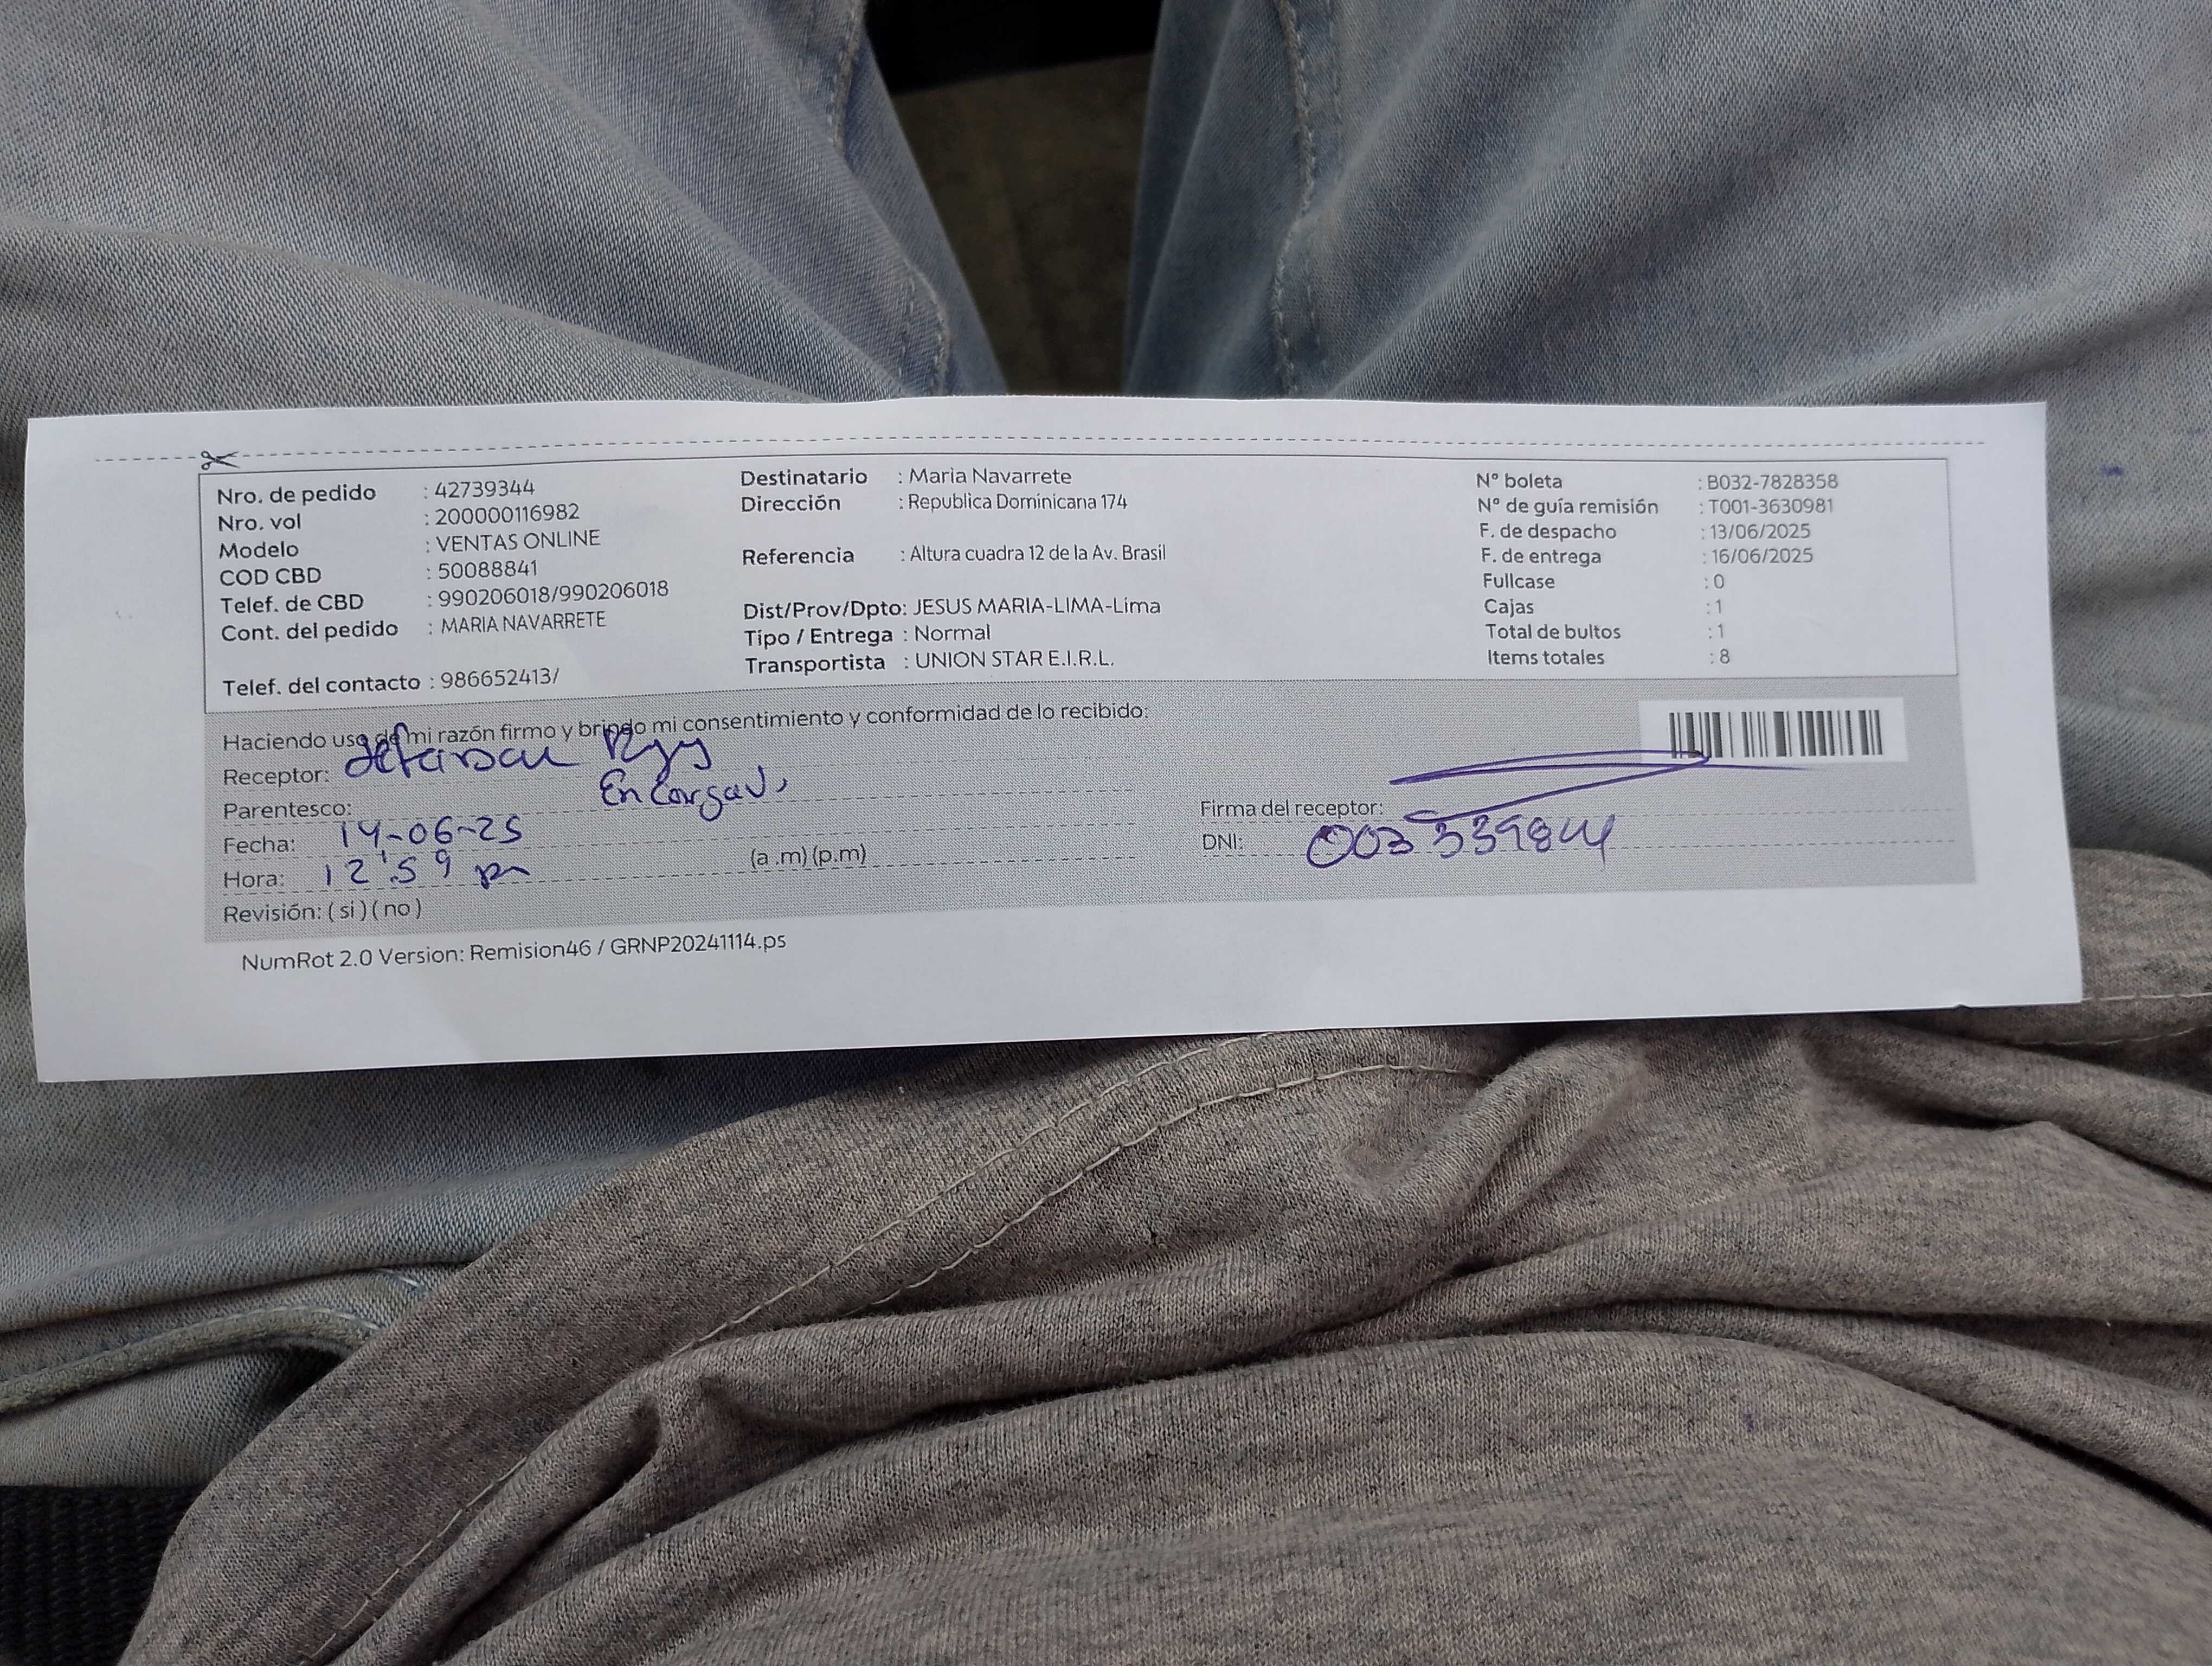 Nro. de pedido : 42739344
Nro. vol : 200000116982
Modelo : VENTAS ONLINE
COD CBD : 50088841
Telef. de CBD : 990206018/990206018
Cont. del pedido : MARIA NAVARRETE
Telef. del contacto : 986652413/
Destinatario : Maria Navarrete
Dirección : Republica Dominicana 174
Referencia : Altura cuadra 12 de la Av. Brasil
Dist/Prov/Dpto: JESUS MARIA-LIMA-Lima
Tipo / Entrega : Normal
Transportista : UNION STAR E.I.R.L.
N° boleta : B032-7828358
N° de guía remisión : T001-3630981
F. de despacho : 13/06/2025
F. de entrega : 16/06/2025
Fullcase : 0
Cajas : 1
Total de bultos : 1
Items totales : 8
Haciendo uso de mi razón firmo y brindo mi consentimiento y conformidad de lo recibido:
Receptor:
Parentesco:
Fecha: 14-06-25
Hora: 12:59 pm (a .m) (p.m)
Revisión: ( si ) ( no )
Firma del receptor:
DNI:
NumRot 2.0 Version: Remision46 / GRNP20241114.ps